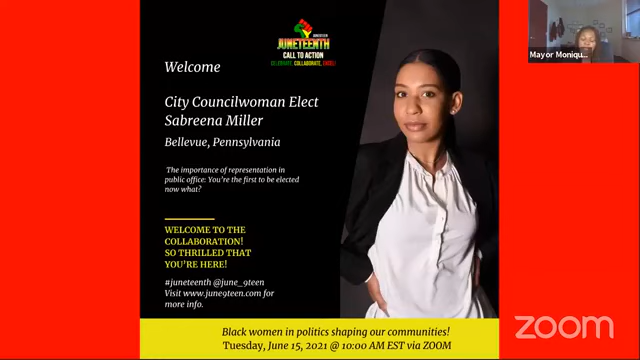 JUNETEENTH
CALL TO ACTION
CELEBRATE, COLLABORATE, EXCEL!
Welcome
City Councilwoman Elect
Sabreena Miller
Bellevue, Pennsylvania
The importance of representation in
public office: You're the first to be elected
now what?
WELCOME TO THE
COLLABORATION!
SO THRILLED THAT
YOU'RE HERE!
#juneteenth @june_9teen
Visit www.june9teen.com for
more info.
Black women in politics shaping our communities!
Tuesday, June 15, 2021 @ 10:00 AM EST via ZOOM
Mayor Moniqu...
zoom